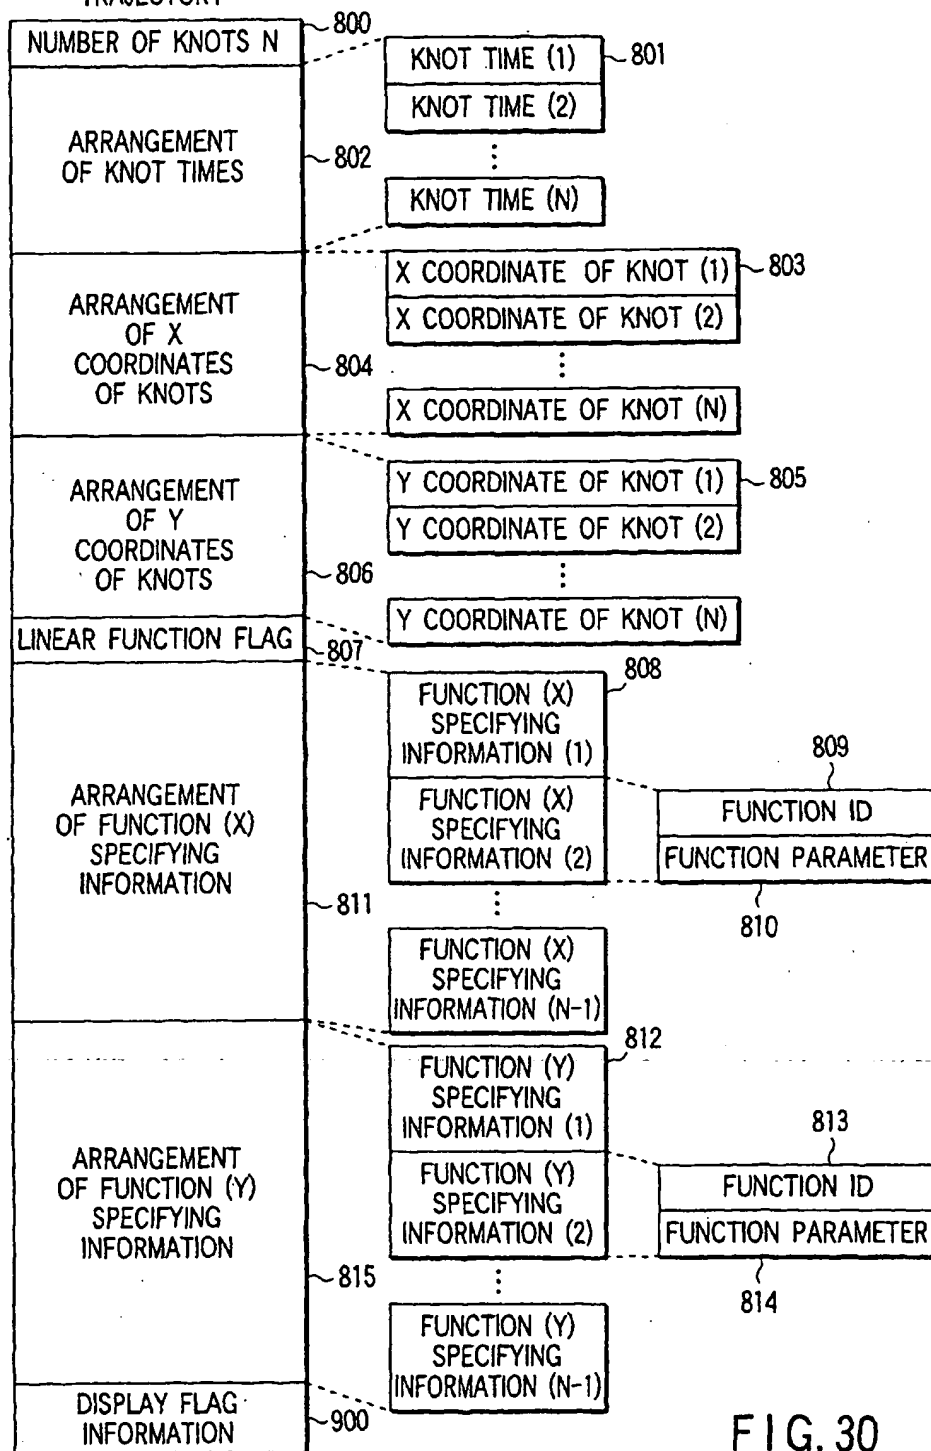 TRAJECTORY
NUMBER OF KNOTS N
800
KNOT TIME (1)
801
KNOT TIME (2)
ARRANGEMENT
OF KNOT TIMES
802
KNOT TIME (N)
X COORDINATE OF KNOT (1)
803
X COORDINATE OF KNOT (2)
ARRANGEMENT
OF X
COORDINATES
OF KNOTS
804
X COORDINATE OF KNOT (N)
Y COORDINATE OF KNOT (1)
805
Y COORDINATE OF KNOT (2)
ARRANGEMENT
OF Y
COORDINATES
OF KNOTS
806
Y COORDINATE OF KNOT (N)
LINEAR FUNCTION FLAG
807
808
FUNCTION (X)
SPECIFYING
INFORMATION (1)
FUNCTION (X)
SPECIFYING
INFORMATION (2)
809
FUNCTION ID
FUNCTION PARAMETER
810
ARRANGEMENT
OF FUNCTION (X)
SPECIFYING
INFORMATION
811
FUNCTION (X)
SPECIFYING
INFORMATION (N-1)
812
FUNCTION (Y)
SPECIFYING
INFORMATION (1)
FUNCTION (Y)
SPECIFYING
INFORMATION (2)
813
FUNCTION ID
FUNCTION PARAMETER
814
ARRANGEMENT
OF FUNCTION (Y)
SPECIFYING
INFORMATION
815
FUNCTION (Y)
SPECIFYING
INFORMATION (N-1)
DISPLAY FLAG
INFORMATION
900
FIG. 30